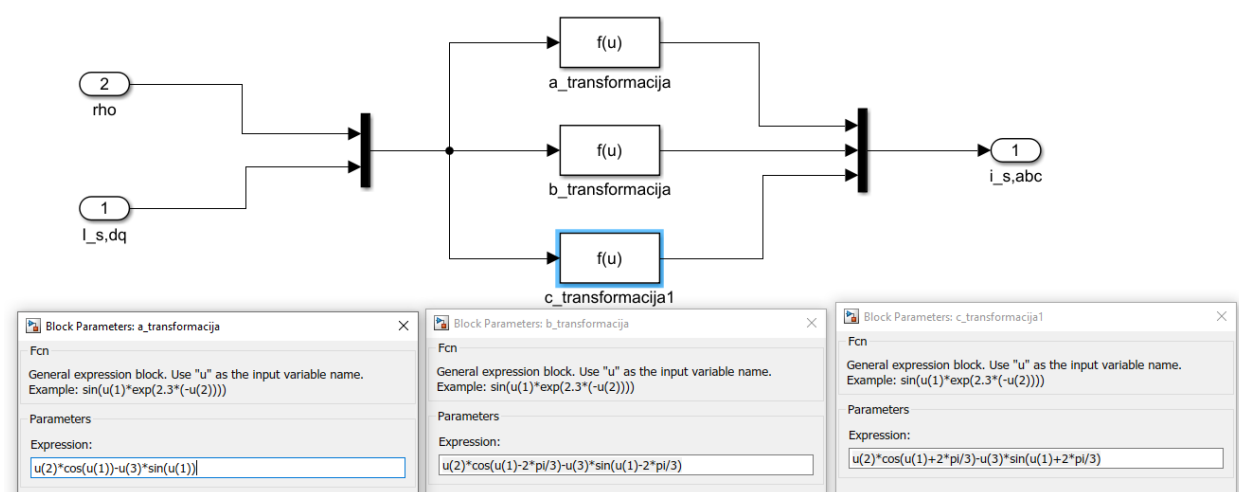 f(u)
a_transformacija
2
rho
f(u)
b_transformacija
1
i_s,abc
1
I_s,dq
f(u)
c_transformacija1
Block Parameters: a_transformacija
Fcn
General expression block. Use "u" as the input variable name.
Example: sin(u(1)*exp(2.3*(-u(2))))
Parameters
Expression:
u(2)*cos(u(1))-u(3)*sin(u(1))
Block Parameters: b_transformacija
Fcn
General expression block. Use "u" as the input variable name.
Example: sin(u(1)*exp(2.3*(-u(2))))
Parameters
Expression:
u(2)*cos(u(1)-2*pi/3)-u(3)*sin(u(1)-2*pi/3)
Block Parameters: c_transformacija1
Fcn
General expression block. Use "u" as the input variable name.
Example: sin(u(1)*exp(2.3*(-u(2))))
Parameters
Expression:
u(2)*cos(u(1)+2*pi/3)-u(3)*sin(u(1)+2*pi/3)